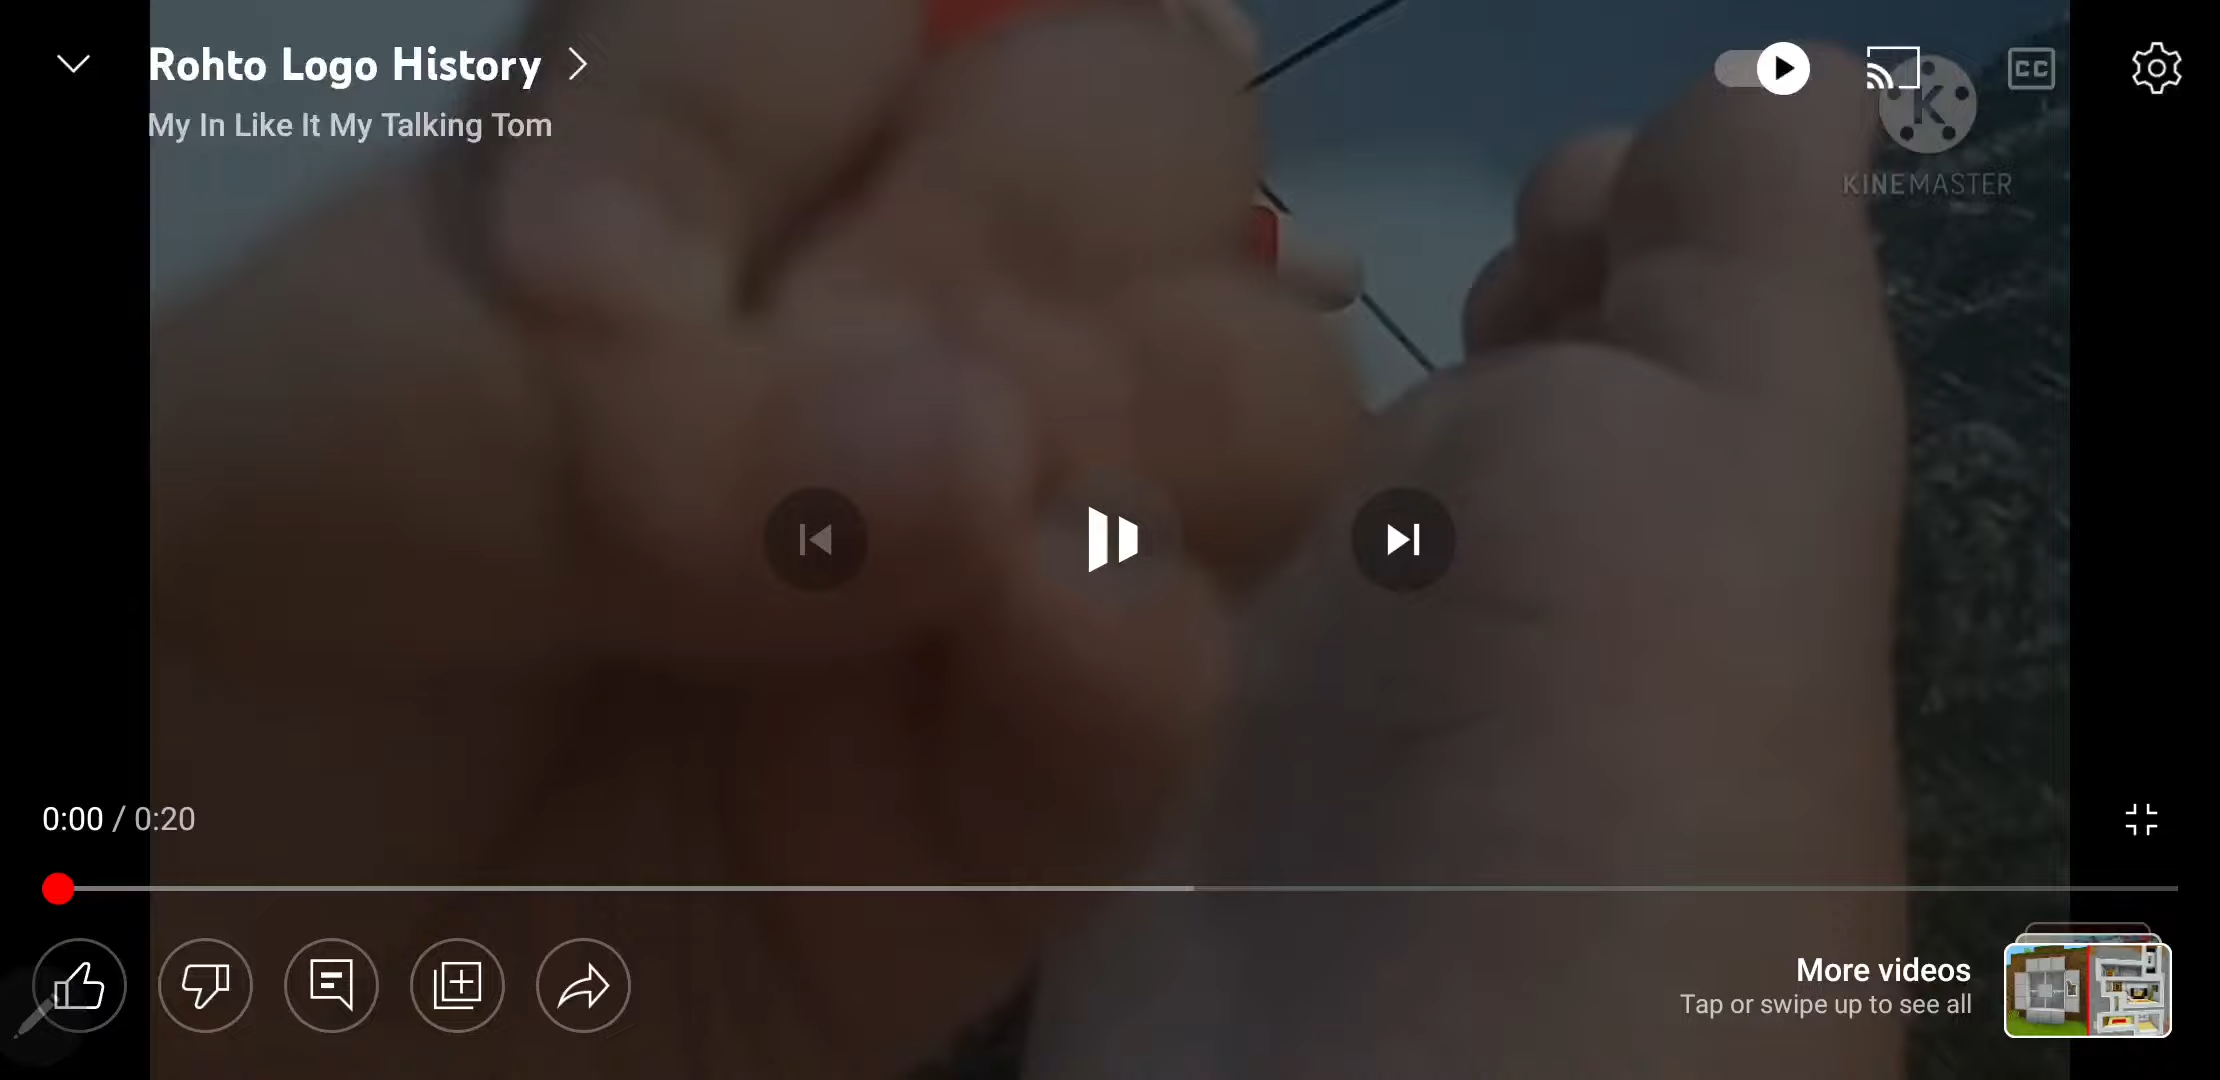 Rohto Logo History
My In Like It My Talking Tom
CC
K
KINEMASTER
0:00 / 0:20
More videos
Tap or swipe up to see all